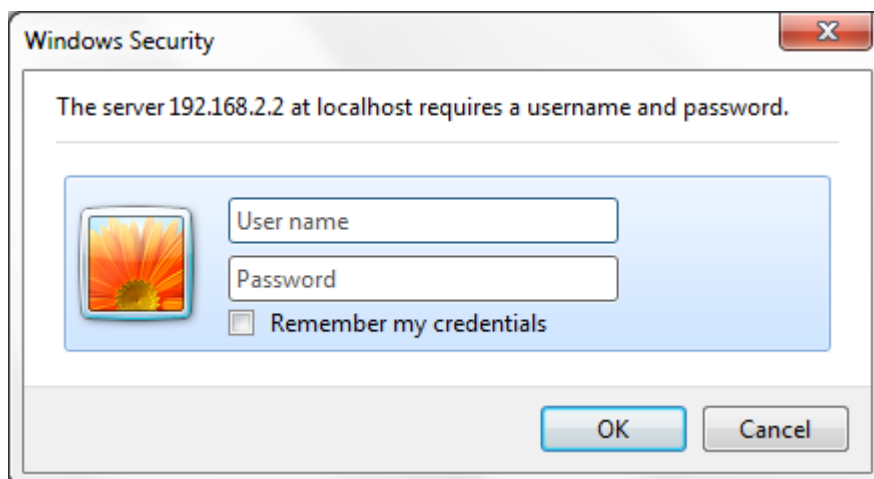 Windows Security
The server 192.168.2.2 at localhost requires a username and password.
User name
Password
Remember my credentials
OK
Cancel